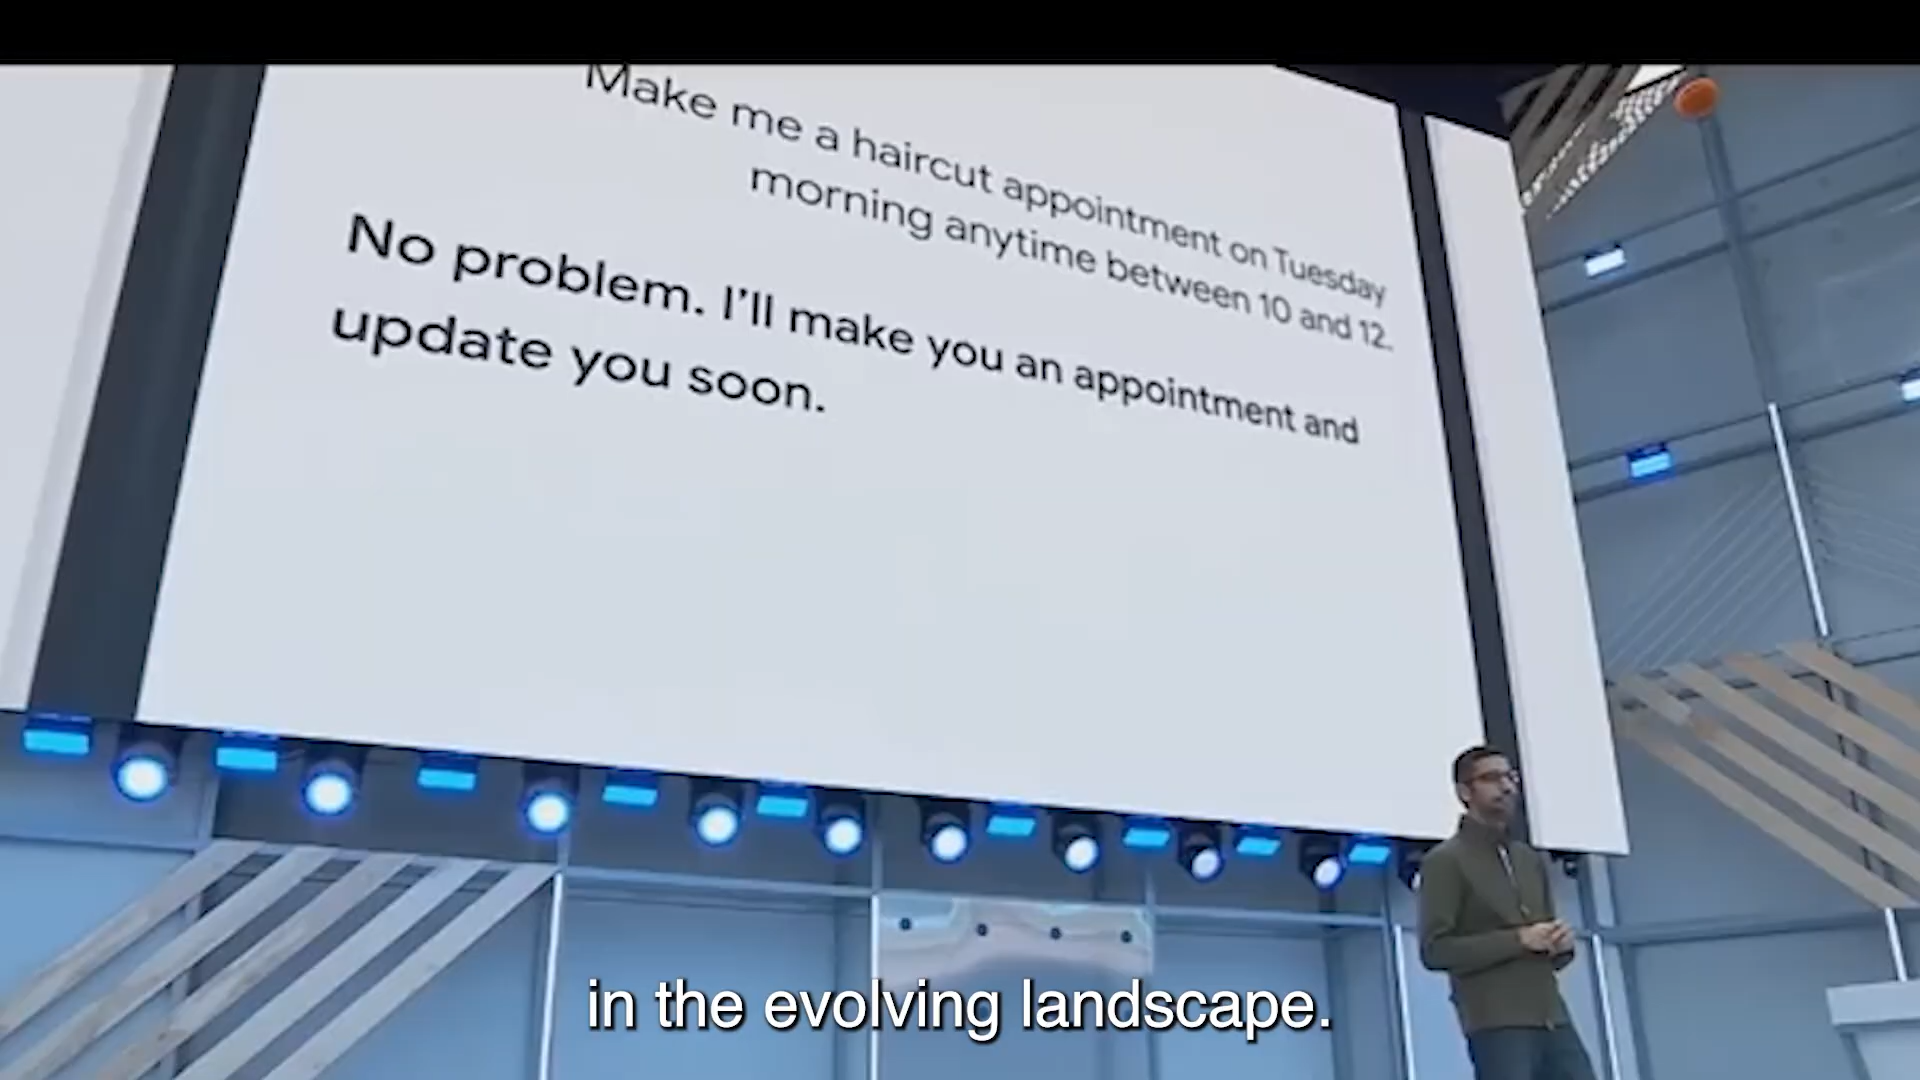 Make me a haircut appointment on Tuesday
morning anytime between 10 and 12.
No problem. I'll make you an appointment and
update you soon.
in the evolving landscape.